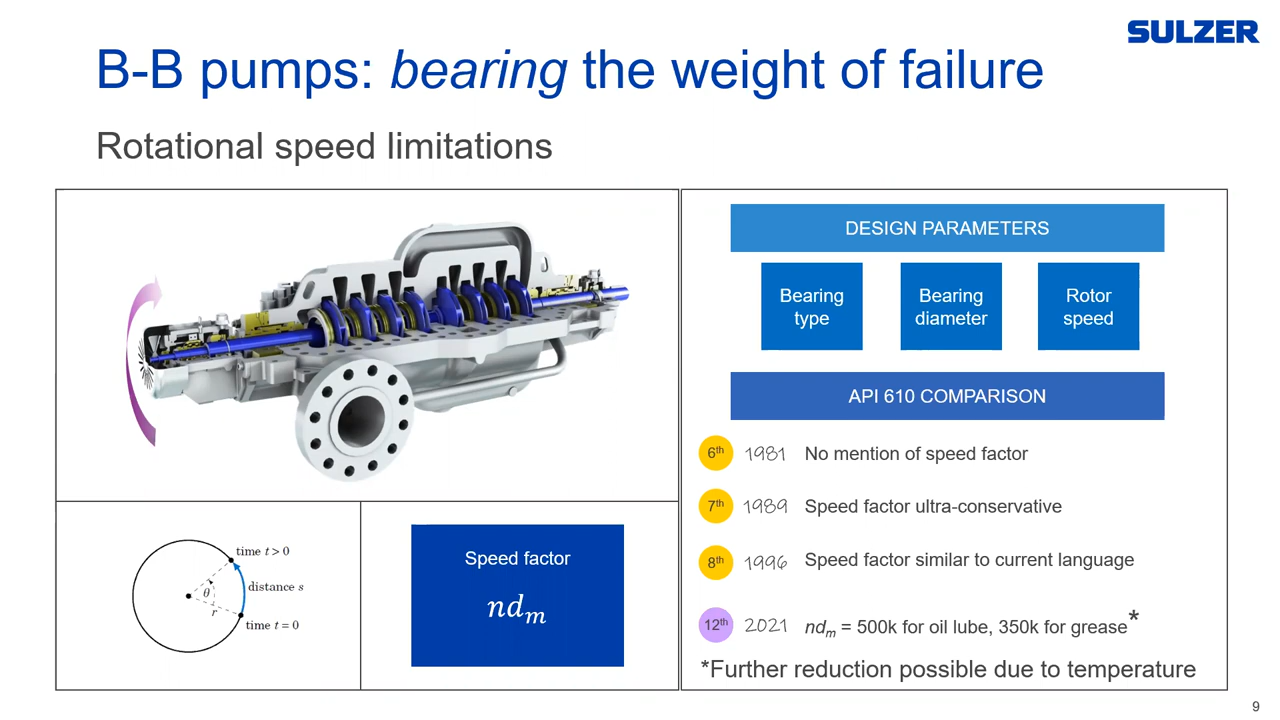 SULZER
B-B pumps: bearing the weight of failure
Rotational speed limitations
time t > 0
θ
distance s
r
time t = 0
Speed factor
nd_m
DESIGN PARAMETERS
Bearing
type
Bearing
diameter
Rotor
speed
API 610 COMPARISON
6th 1981 No mention of speed factor
7th 1989 Speed factor ultra-conservative
8th 1996 Speed factor similar to current language
12th 2021 nd_m = 500k for oil lube, 350k for grease*
*Further reduction possible due to temperature
9